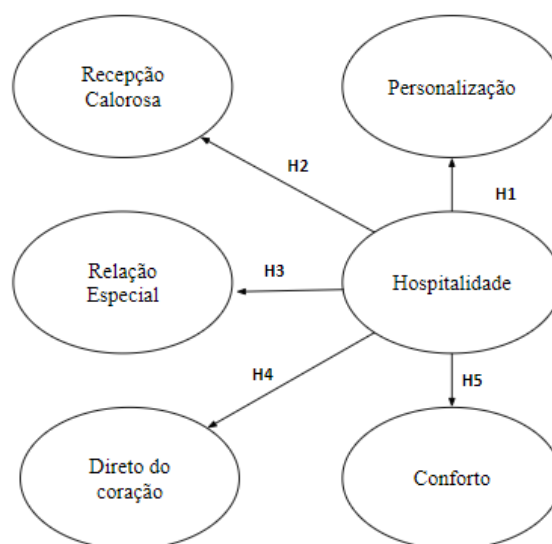 Recepção
Calorosa
Personalização
H2
H1
Relação
Especial
H3
Hospitalidade
H4
H5
Direto do
coração
Conforto